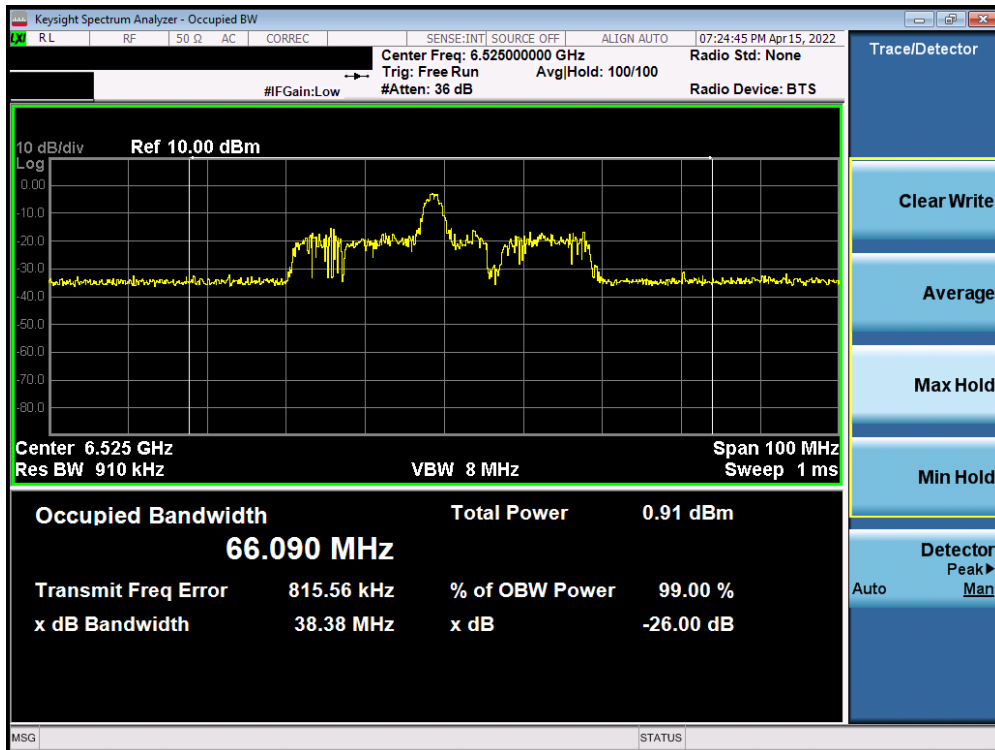 Keysight Spectrum Analyzer - Occupied BW
LXI RL RF 50 Ω AC CORREC SENSE:INT SOURCE OFF ALIGN AUTO 07:24:45 PM Apr 15, 2022
Center Freq: 6.525000000 GHz Radio Std: None
Trig: Free Run Avg|Hold: 100/100
#IFGain:Low #Atten: 36 dB Radio Device: BTS
10 dB/div Ref 10.00 dBm
Log
0.00
-10.0
-20.0
-30.0
-40.0
-50.0
-60.0
-70.0
-80.0
Center 6.525 GHz Span 100 MHz
Res BW 910 kHz VBW 8 MHz Sweep 1 ms
Occupied Bandwidth Total Power 0.91 dBm
66.090 MHz
Transmit Freq Error 815.56 kHz % of OBW Power 99.00 %
x dB Bandwidth 38.38 MHz x dB -26.00 dB
MSG STATUS
Trace/Detector
Clear Write
Average
Max Hold
Min Hold
Detector
Peak▶
Auto Man